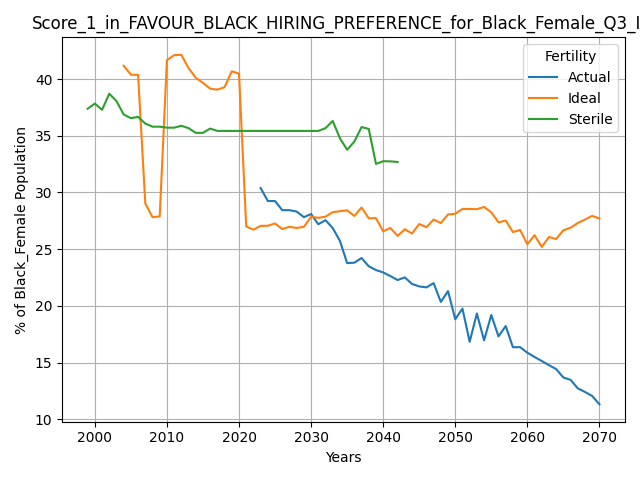 Score_1_in_FAVOUR_BLACK_HIRING_PREFERENCE_for_Black_Female_Q3_I
Fertility
Actual
Ideal
Sterile
% of Black_Female Population
40
35
30
25
20
15
10
2000 2010 2020 2030 2040 2050 2060 2070
Years